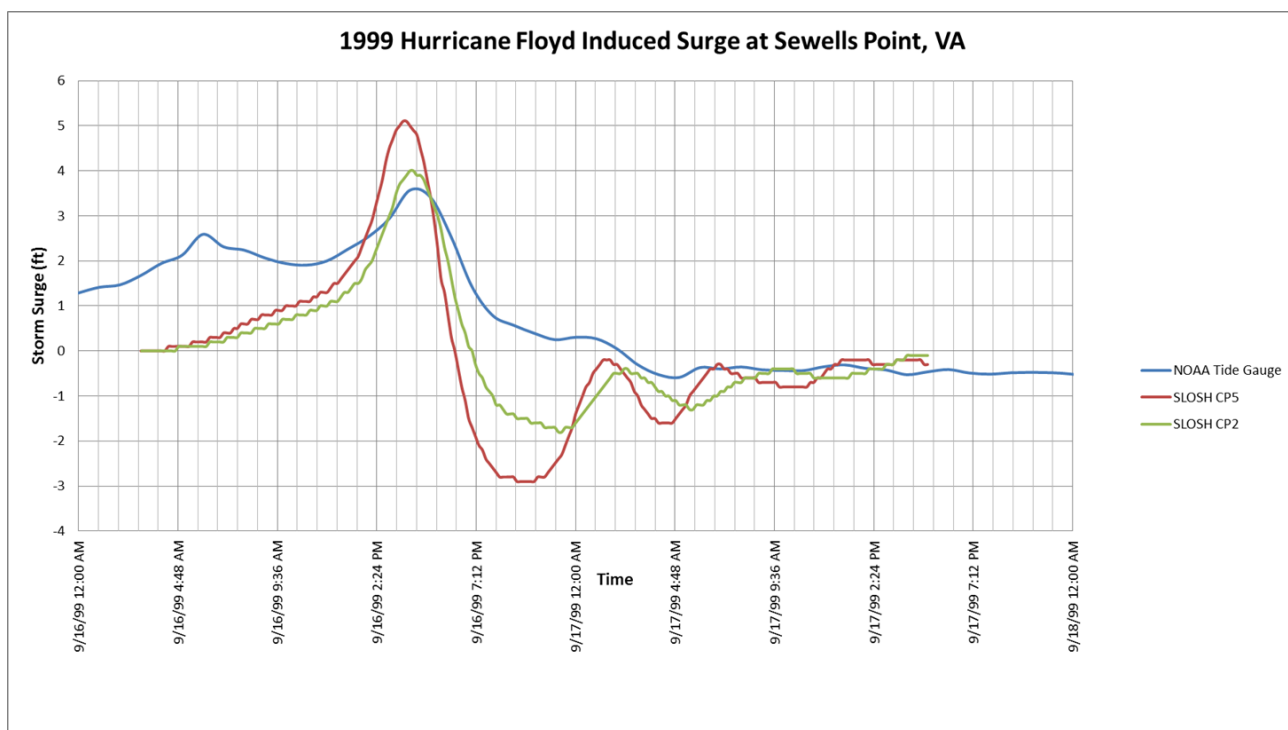 1999 Hurricane Floyd Induced Surge at Sewells Point, VA
6
5
4
3
2
1
0
-1
-2
-3
-4
Storm Surge (ft)
9/16/99 12:00 AM
9/16/99 4:48 AM
9/16/99 9:36 AM
9/16/99 2:24 PM
9/16/99 7:12 PM
9/17/99 12:00 AM
9/17/99 4:48 AM
9/17/99 9:36 AM
9/17/99 2:24 PM
9/17/99 7:12 PM
9/18/99 12:00 AM
Time
NOAA Tide Gauge
SLOSH CP5
SLOSH CP2